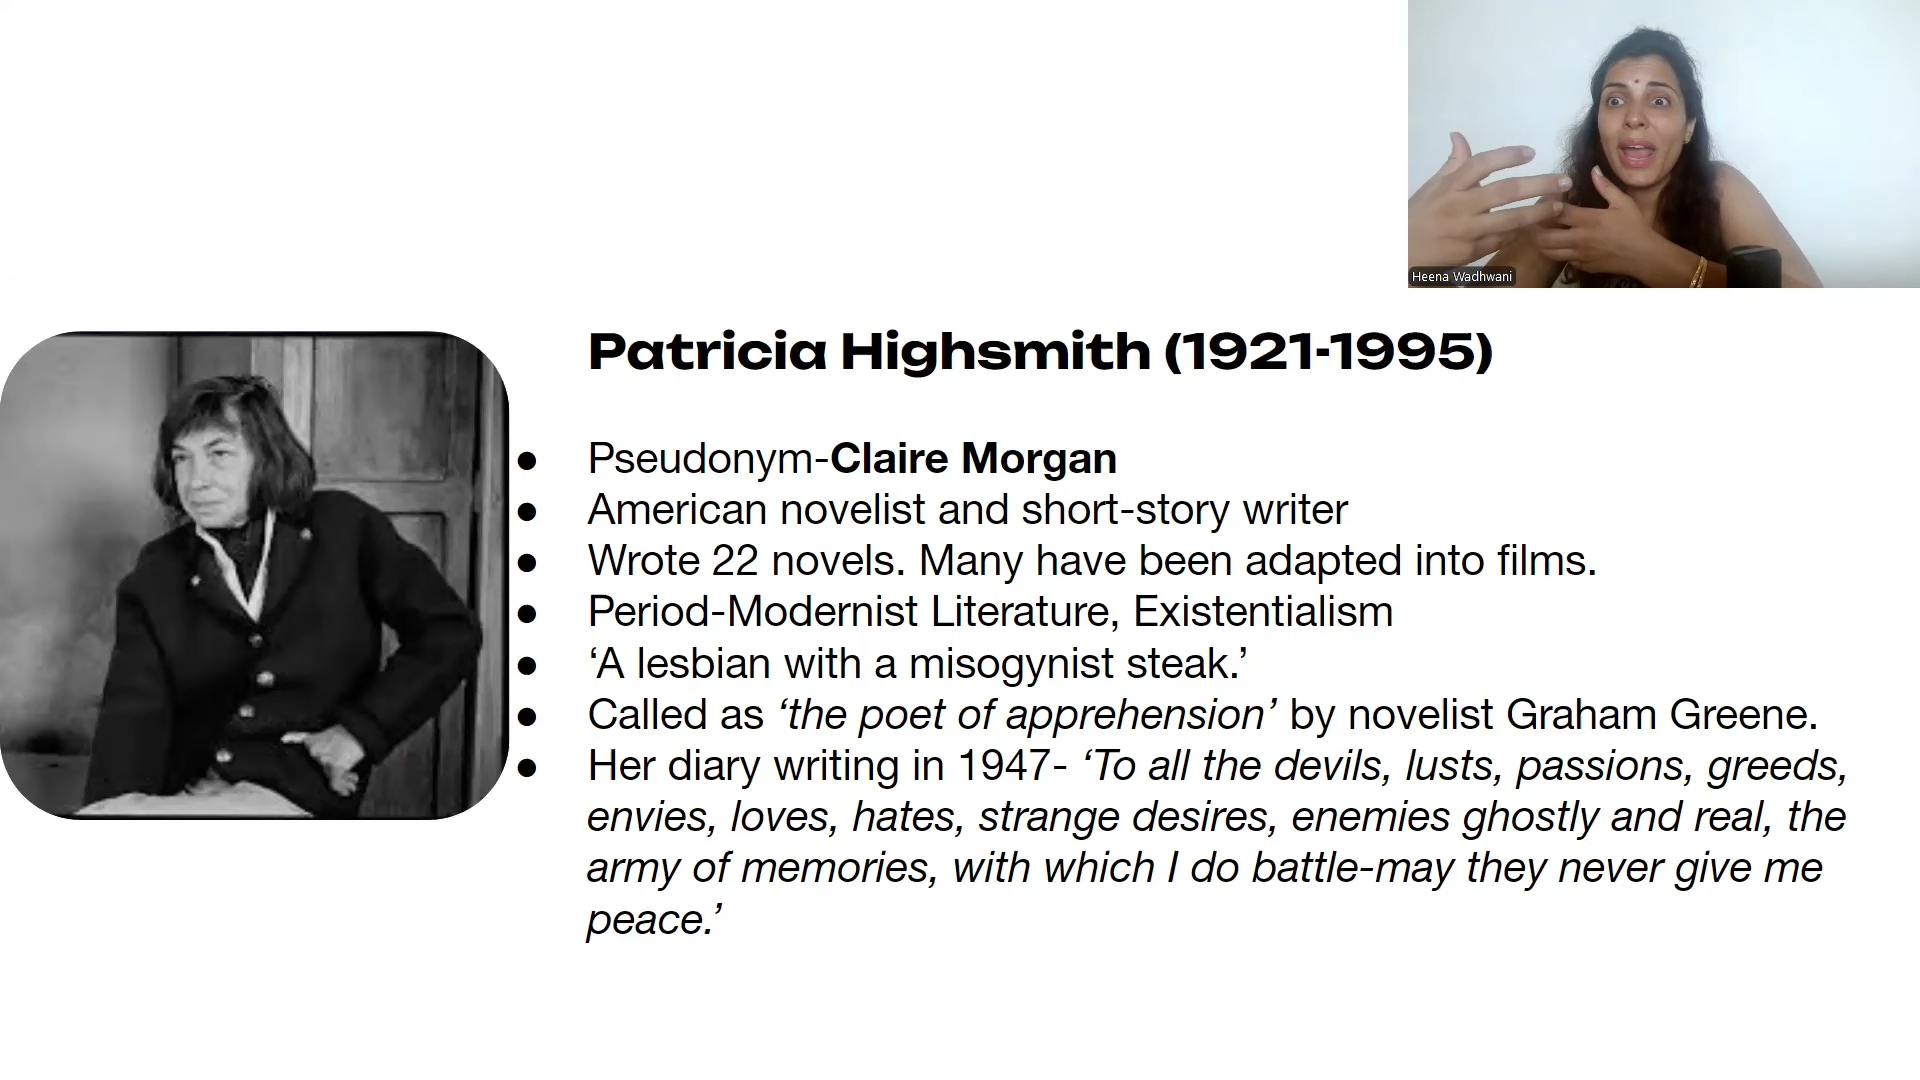 Heena Wadhwani
Patricia Highsmith (1921-1995)
● Pseudonym-Claire Morgan
● American novelist and short-story writer
● Wrote 22 novels. Many have been adapted into films.
● Period-Modernist Literature, Existentialism
● ‘A lesbian with a misogynist steak.’
● Called as ‘the poet of apprehension’ by novelist Graham Greene.
● Her diary writing in 1947- ‘To all the devils, lusts, passions, greeds,
envies, loves, hates, strange desires, enemies ghostly and real, the
army of memories, with which I do battle-may they never give me
peace.’